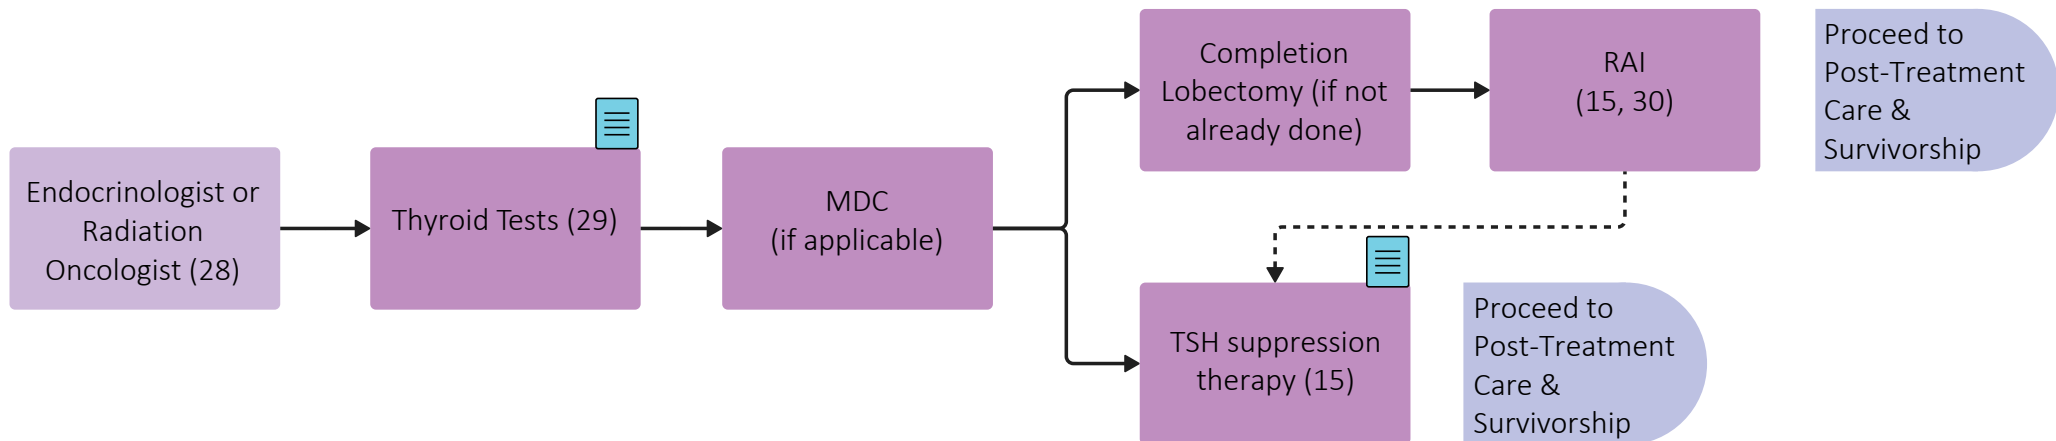 Endocrinologist or
Radiation
Oncologist (28)
Thyroid Tests (29)
MDC
(if applicable)
Completion
Lobectomy (if not
already done)
RAI
(15, 30)
Proceed to
Post-Treatment
Care &
Survivorship
TSH suppression
therapy (15)
Proceed to
Post-Treatment
Care &
Survivorship